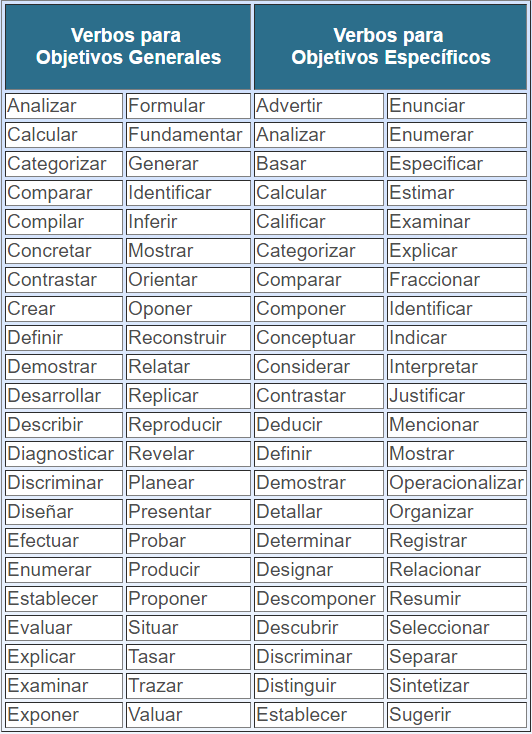 Verbos para Verbos para
Objetivos Generales Objetivos Específicos
Analizar Formular Advertir Enunciar
Calcular Fundamentar Analizar Enumerar
Categorizar Generar Basar Especificar
Comparar Identificar Calcular Estimar
Compilar Inferir Calificar Examinar
Concretar Mostrar Categorizar Explicar
Contrastar Orientar Comparar Fraccionar
Crear Oponer Componer Identificar
Definir Reconstruir Conceptuar Indicar
Demostrar Relatar Considerar Interpretar
Desarrollar Replicar Contrastar Justificar
Describir Reproducir Deducir Mencionar
Diagnosticar Revelar Definir Mostrar
Discriminar Planear Demostrar Operacionalizar
Diseñar Presentar Detallar Organizar
Efectuar Probar Determinar Registrar
Enumerar Producir Designar Relacionar
Establecer Proponer Descomponer Resumir
Evaluar Situar Descubrir Seleccionar
Explicar Tasar Discriminar Separar
Examinar Trazar Distinguir Sintetizar
Exponer Valuar Establecer Sugerir